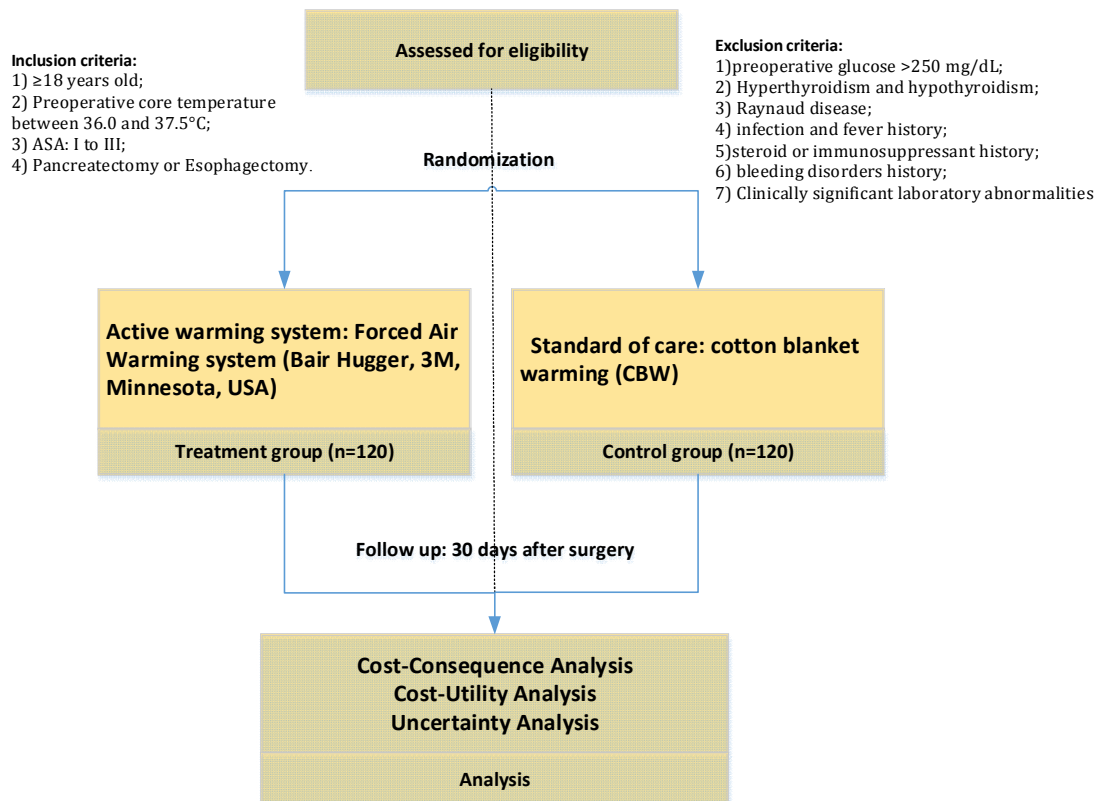 Assessed for eligibility
Inclusion criteria:
1) ≥18 years old;
2) Preoperative core temperature
between 36.0 and 37.5°C;
3) ASA: I to III;
4) Pancreatectomy or Esophagectomy.
Exclusion criteria:
1)preoperative glucose >250 mg/dL;
2) Hyperthyroidism and hypothyroidism;
3) Raynaud disease;
4) infection and fever history;
5)steroid or immunosuppressant history;
6) bleeding disorders history;
7) Clinically significant laboratory abnormalities
Randomization
Active warming system: Forced Air
Warming system (Bair Hugger, 3M,
Minnesota, USA)
Treatment group (n=120)
Standard of care: cotton blanket
warming (CBW)
Control group (n=120)
Follow up: 30 days after surgery
Cost-Consequence Analysis
Cost-Utility Analysis
Uncertainty Analysis
Analysis